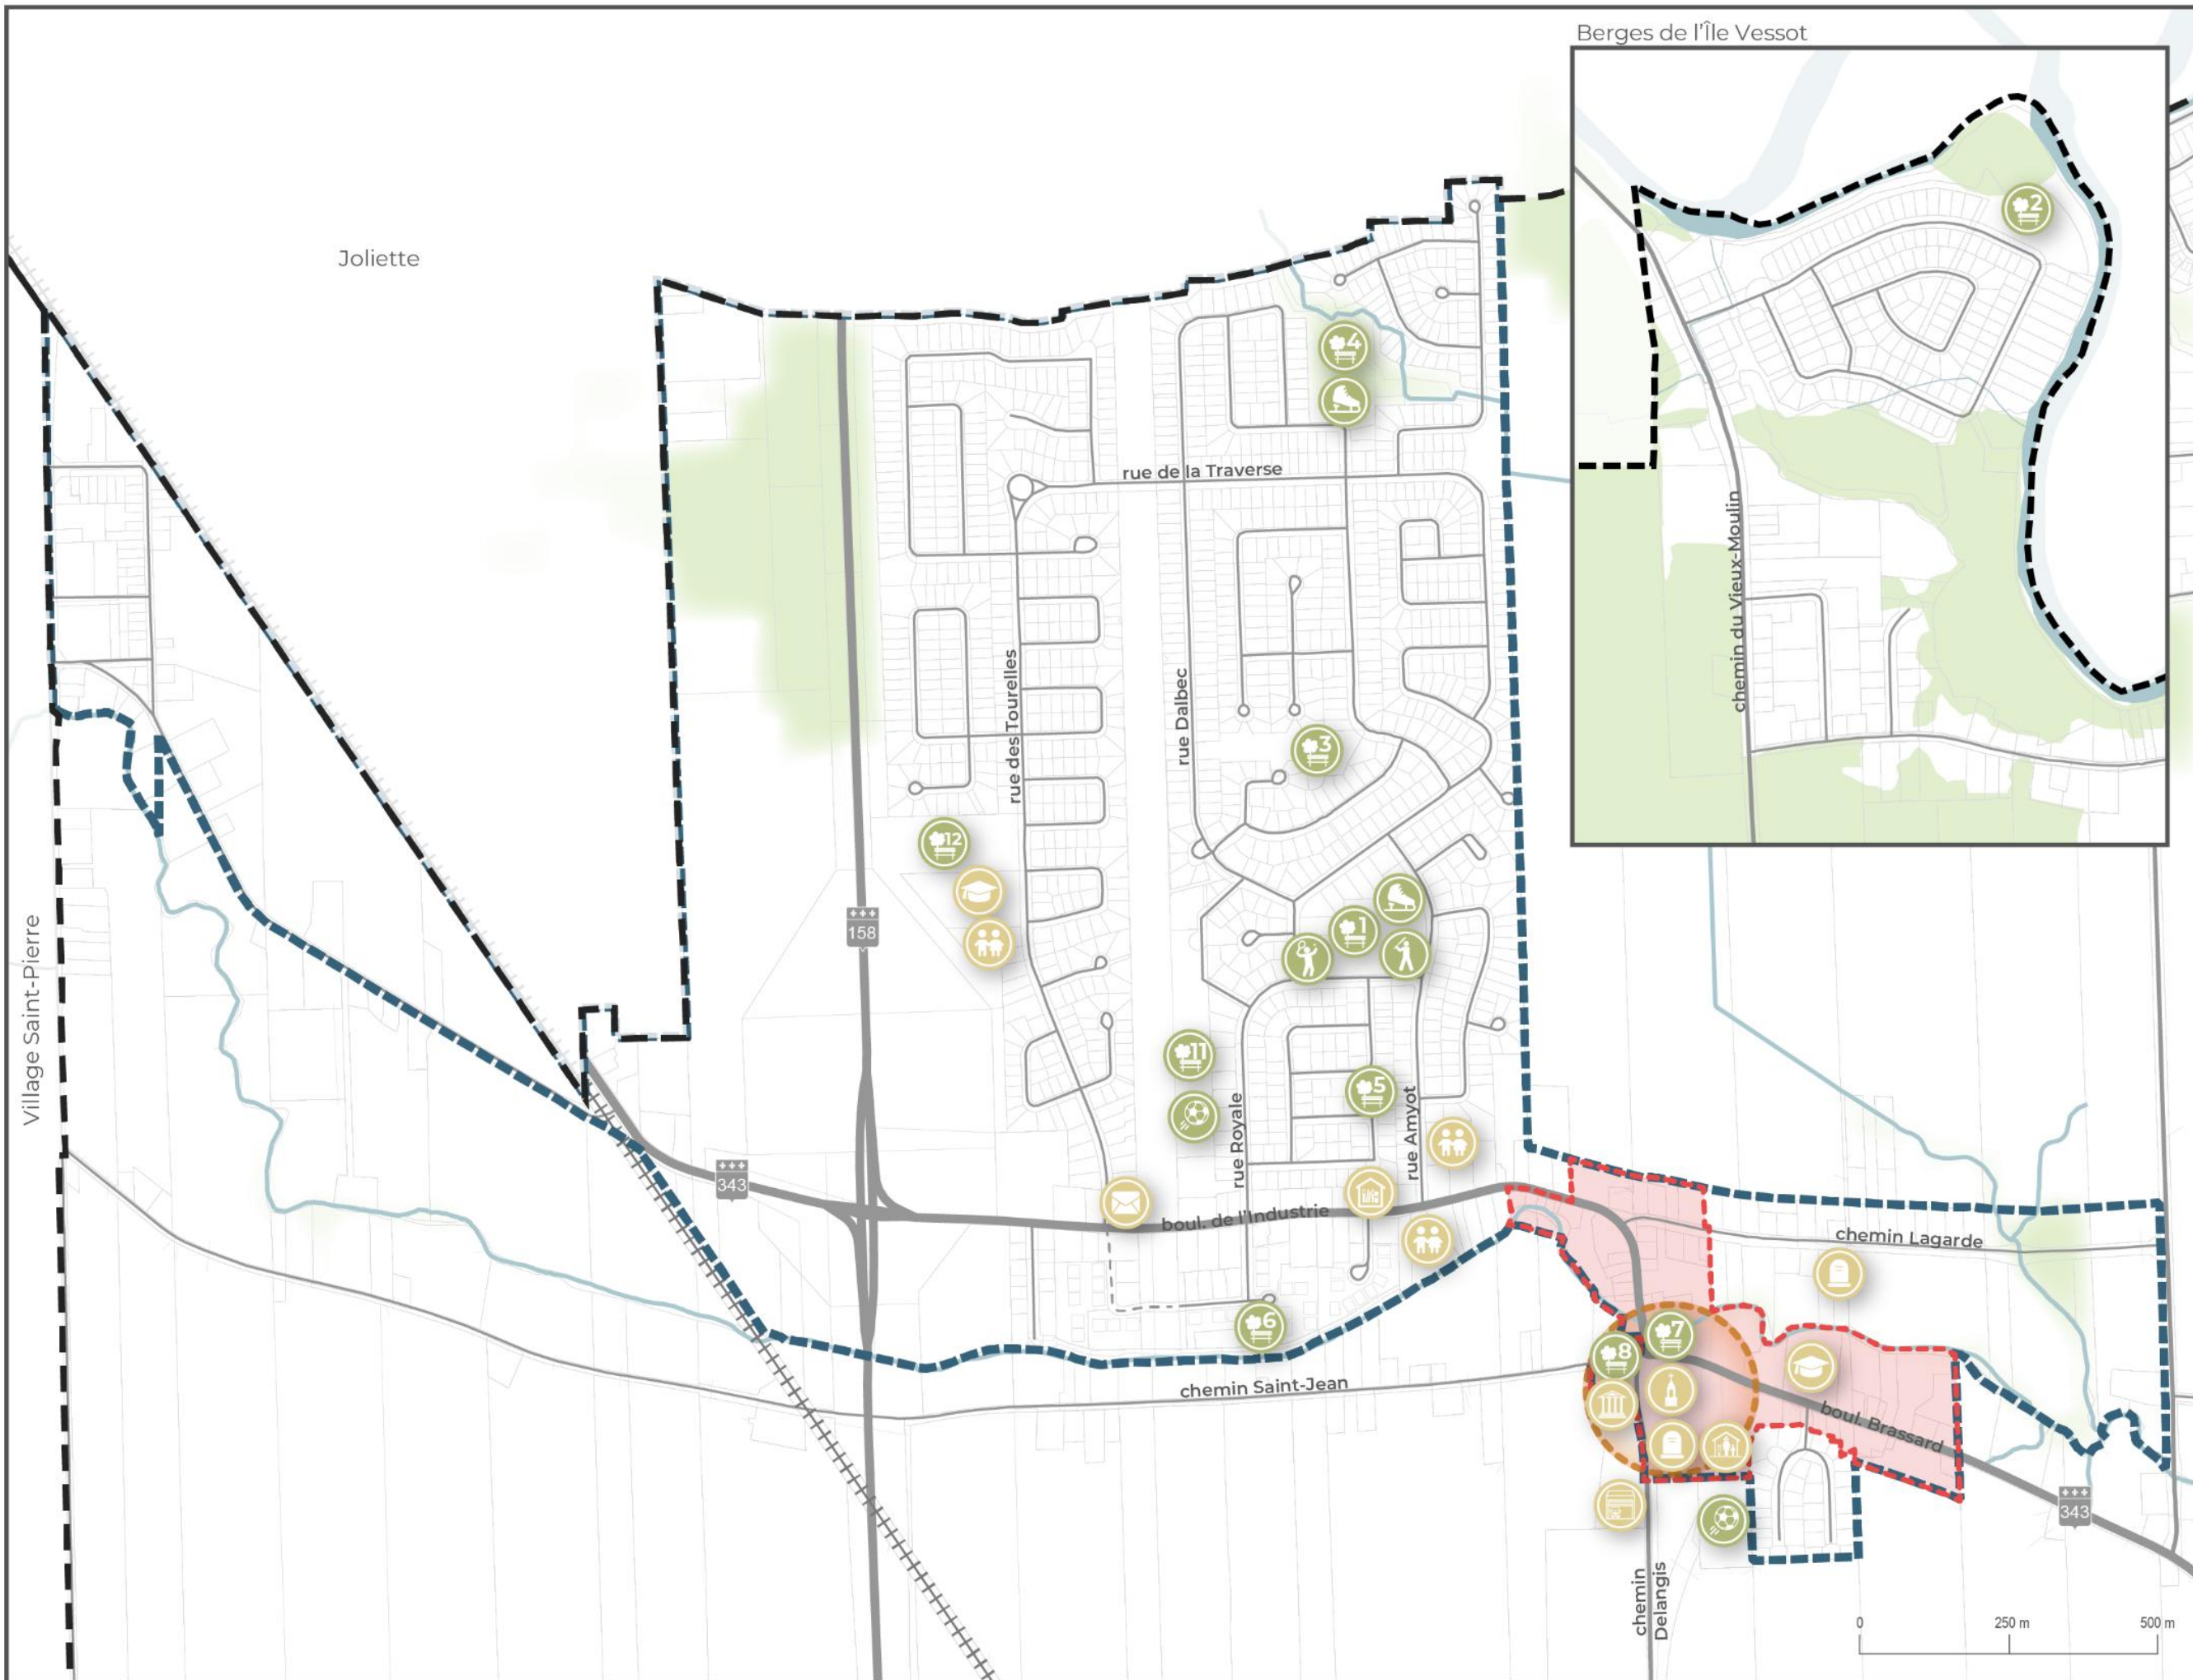 Berges de l'Île Vessot
2
Joliette
4
rue de la Traverse
chemin du Vieux-Moulin
rue des Tourelles
rue Dalbec
3
12
158
1
Village Saint-Pierre
11
5
rue Royale
rue Amyot
343
boul. de l'Industrie
chemin Lagarde
6
7
8
chemin Saint-Jean
boul. Brassard
343
chemin
Delangis
0 250 m 500 m